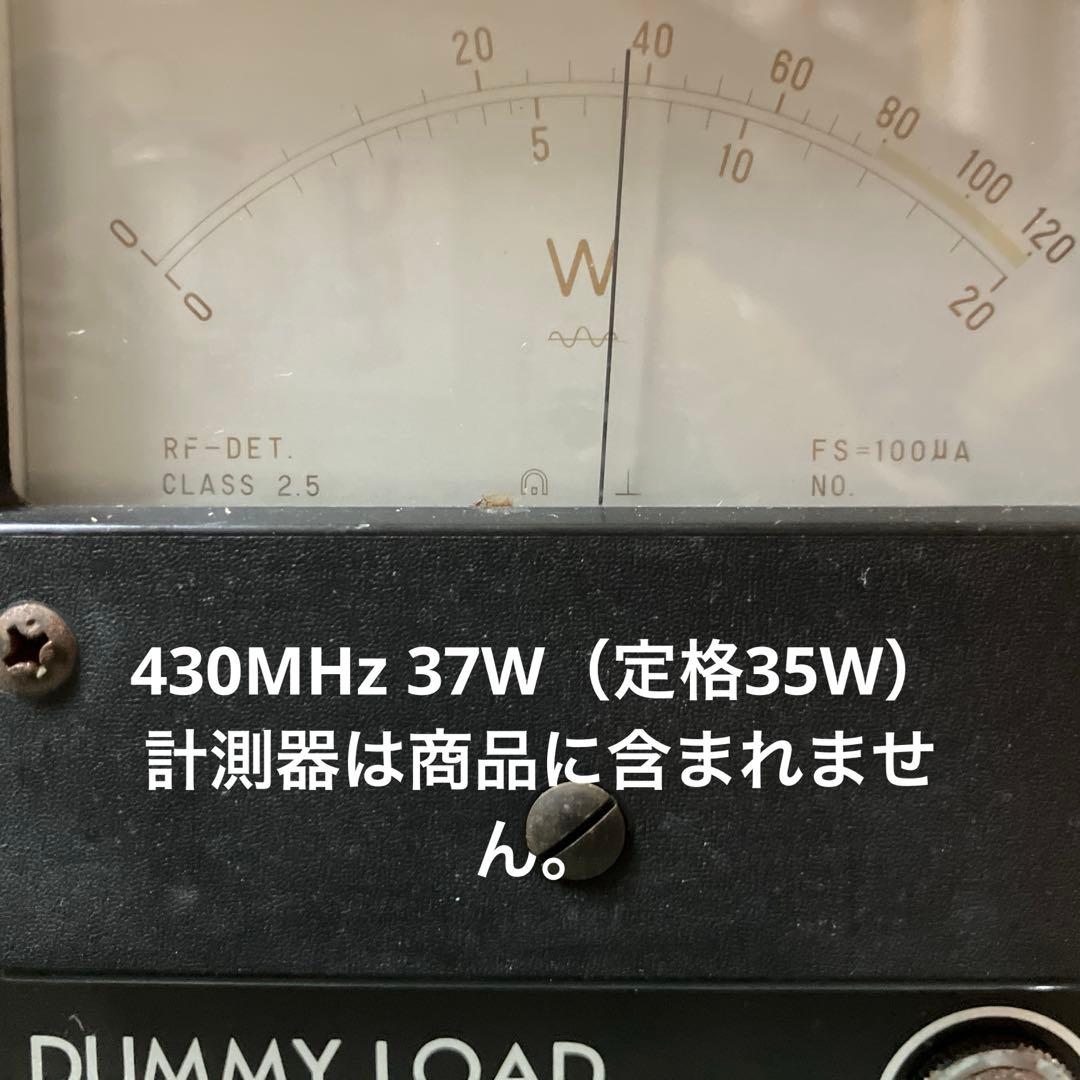 0 20 40 60 80 100 120
0 5 10 20
W
RF-DET. FS=100μA
CLASS 2.5 NO.
430MHz 37W（定格35W）
計測器は商品に含まれませ
ん。
DUMMY LOAD